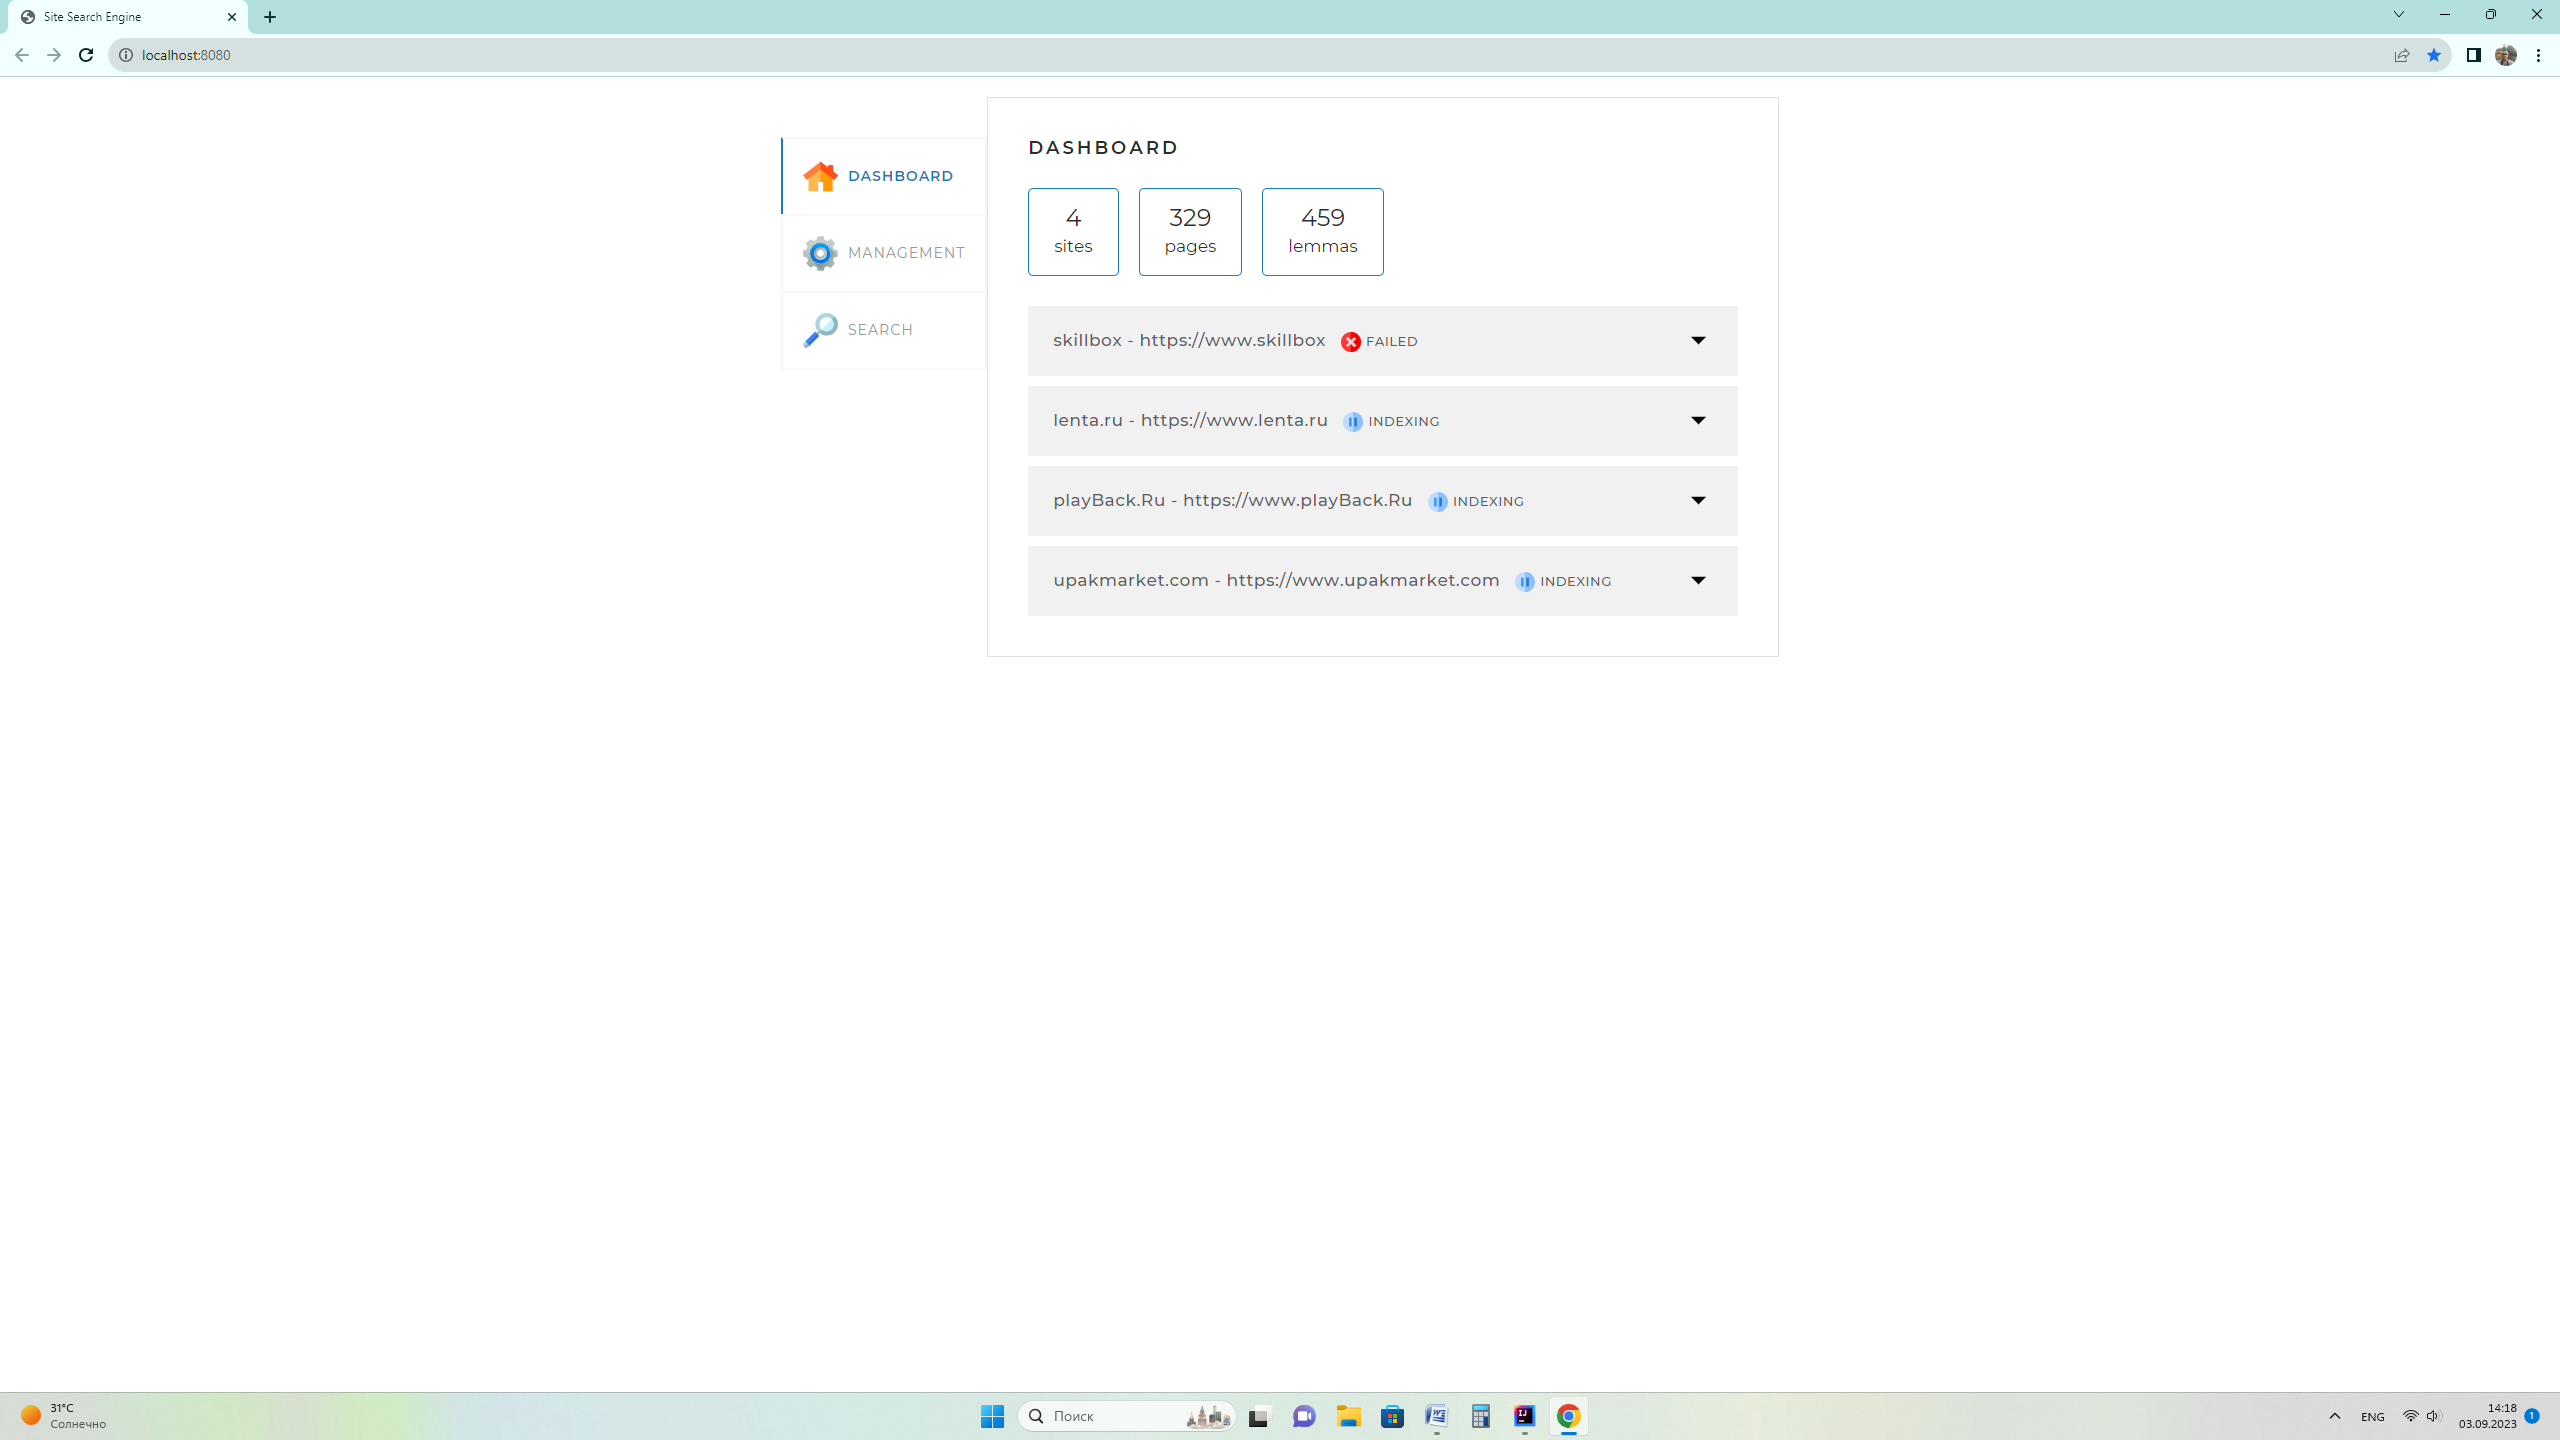 Site Search Engine
localhost:8080
DASHBOARD
MANAGEMENT
SEARCH
DASHBOARD
4
sites
329
pages
459
lemmas
skillbox - https://www.skillbox FAILED
lenta.ru - https://www.lenta.ru INDEXING
playBack.Ru - https://www.playBack.Ru INDEXING
upakmarket.com - https://www.upakmarket.com INDEXING
31°C
Солнечно
Поиск
ENG
14:18
03.09.2023
1